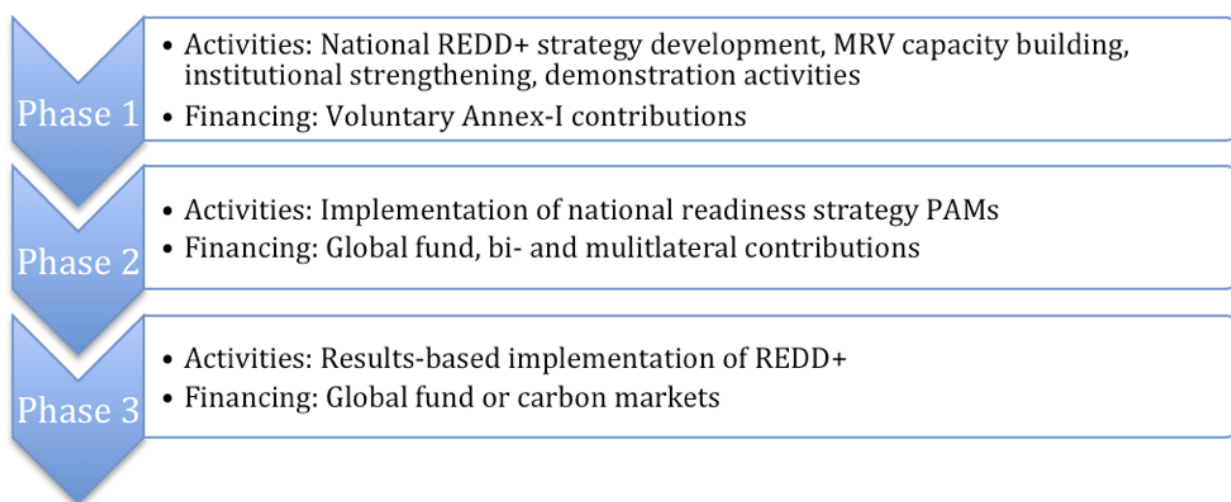 Phase 1
• Activities: National REDD+ strategy development, MRV capacity building,
institutional strengthening, demonstration activities
• Financing: Voluntary Annex-I contributions
Phase 2
• Activities: Implementation of national readiness strategy PAMs
• Financing: Global fund, bi- and mulitlateral contributions
Phase 3
• Activities: Results-based implementation of REDD+
• Financing: Global fund or carbon markets